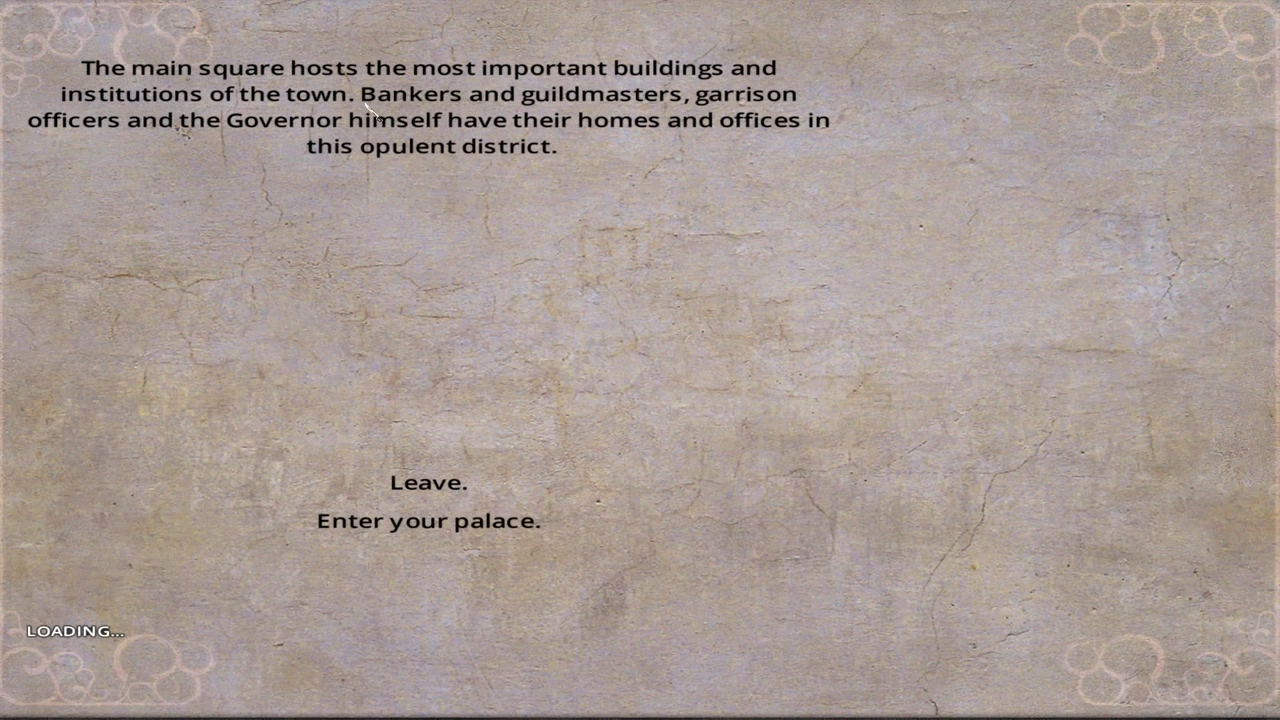 The main square hosts the most important buildings and
institutions of the town. Bankers and guildmasters, garrison
officers and the Governor himself have their homes and offices in
this opulent district.
Leave.
Enter your palace.
LOADING...